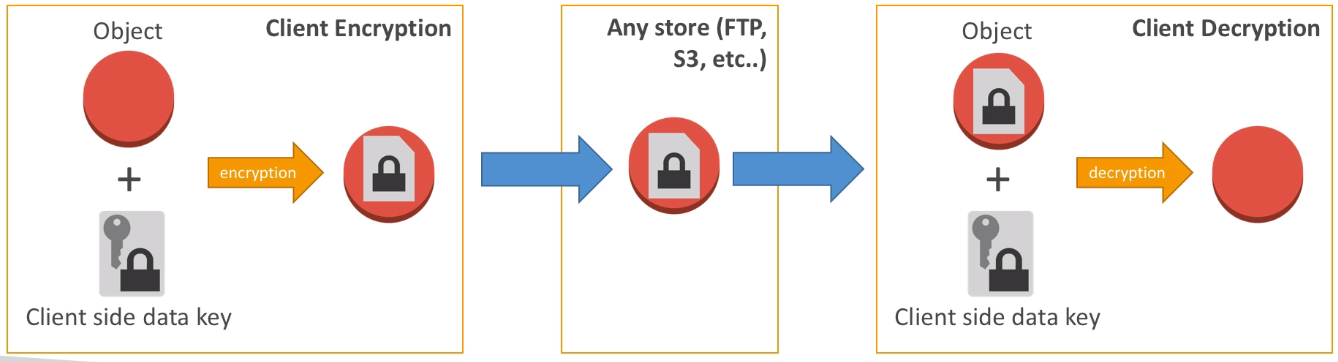 Object
Client Encryption
encryption
Client side data key
Any store (FTP,
S3, etc..)
Object
Client Decryption
decryption
Client side data key